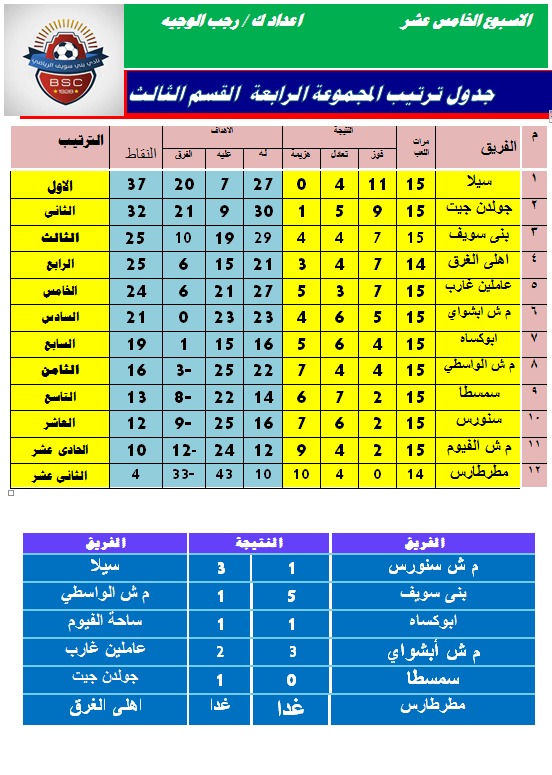 الاسبوع الخامس عشر اعداد ك / رجب الوجيه
نادي بني سويف الرياضي
BSC
1928
جدول ترتيب المجموعة الرابعة القسم الثالث
م الفريق مرات اللعب النتيجة الاهداف النقاط الترتيب
فوز تعادل هزيمة له عليه الفرق
١ سيلا 15 11 4 0 27 7 20 37 الاول
٢ جولدن جيت 15 9 5 1 30 9 21 32 الثانى
٣ بنى سويف 15 7 4 4 29 19 10 25 الثالث
٤ اهلى الغرق 14 7 4 3 21 15 6 25 الرابع
٥ عاملين غارب 15 7 3 5 27 21 6 24 الخامس
٦ م ش ابشواي 15 5 6 4 23 23 0 21 السادس
٧ ابوكساه 15 4 6 5 16 15 1 19 السابع
٨ م ش الواسطي 15 4 4 7 22 25 3- 16 الثامن
٩ سمسطا 15 2 7 6 14 22 8- 13 التاسع
١٠ سنورس 15 2 6 7 16 25 9- 12 العاشر
١١ م ش الفيوم 15 2 4 9 12 24 12- 10 الحادى عشر
١٢ مطرطارس 14 0 4 10 10 43 33- 4 الثانى عشر
الفريق النتيجة الفريق
م ش سنورس 1 3 سيلا
بنى سويف 5 1 م ش الواسطي
ابوكساه 1 1 ساحة الفيوم
م ش أبشواي 3 2 عاملين غارب
سمسطا 0 1 جولدن جيت
مطرطارس غدا غدا اهلى الغرق